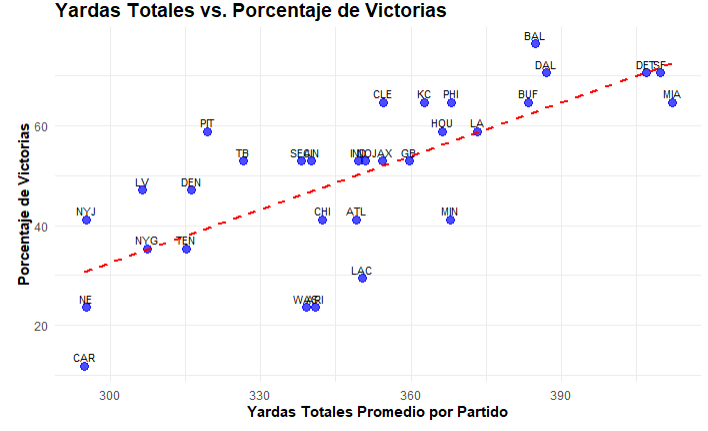 Yardas Totales vs. Porcentaje de Victorias
BAL
DAL
DET SF
CLE KC PHI BUF MIA
PIT HOU LA
TB SEA CIN IND NO JAX GB
LV DEN
NYJ CHI ATL MIN
NYG TEN
LAC
NE WAS ARI
CAR
Porcentaje de Victorias
60
40
20
300 330 360 390
Yardas Totales Promedio por Partido